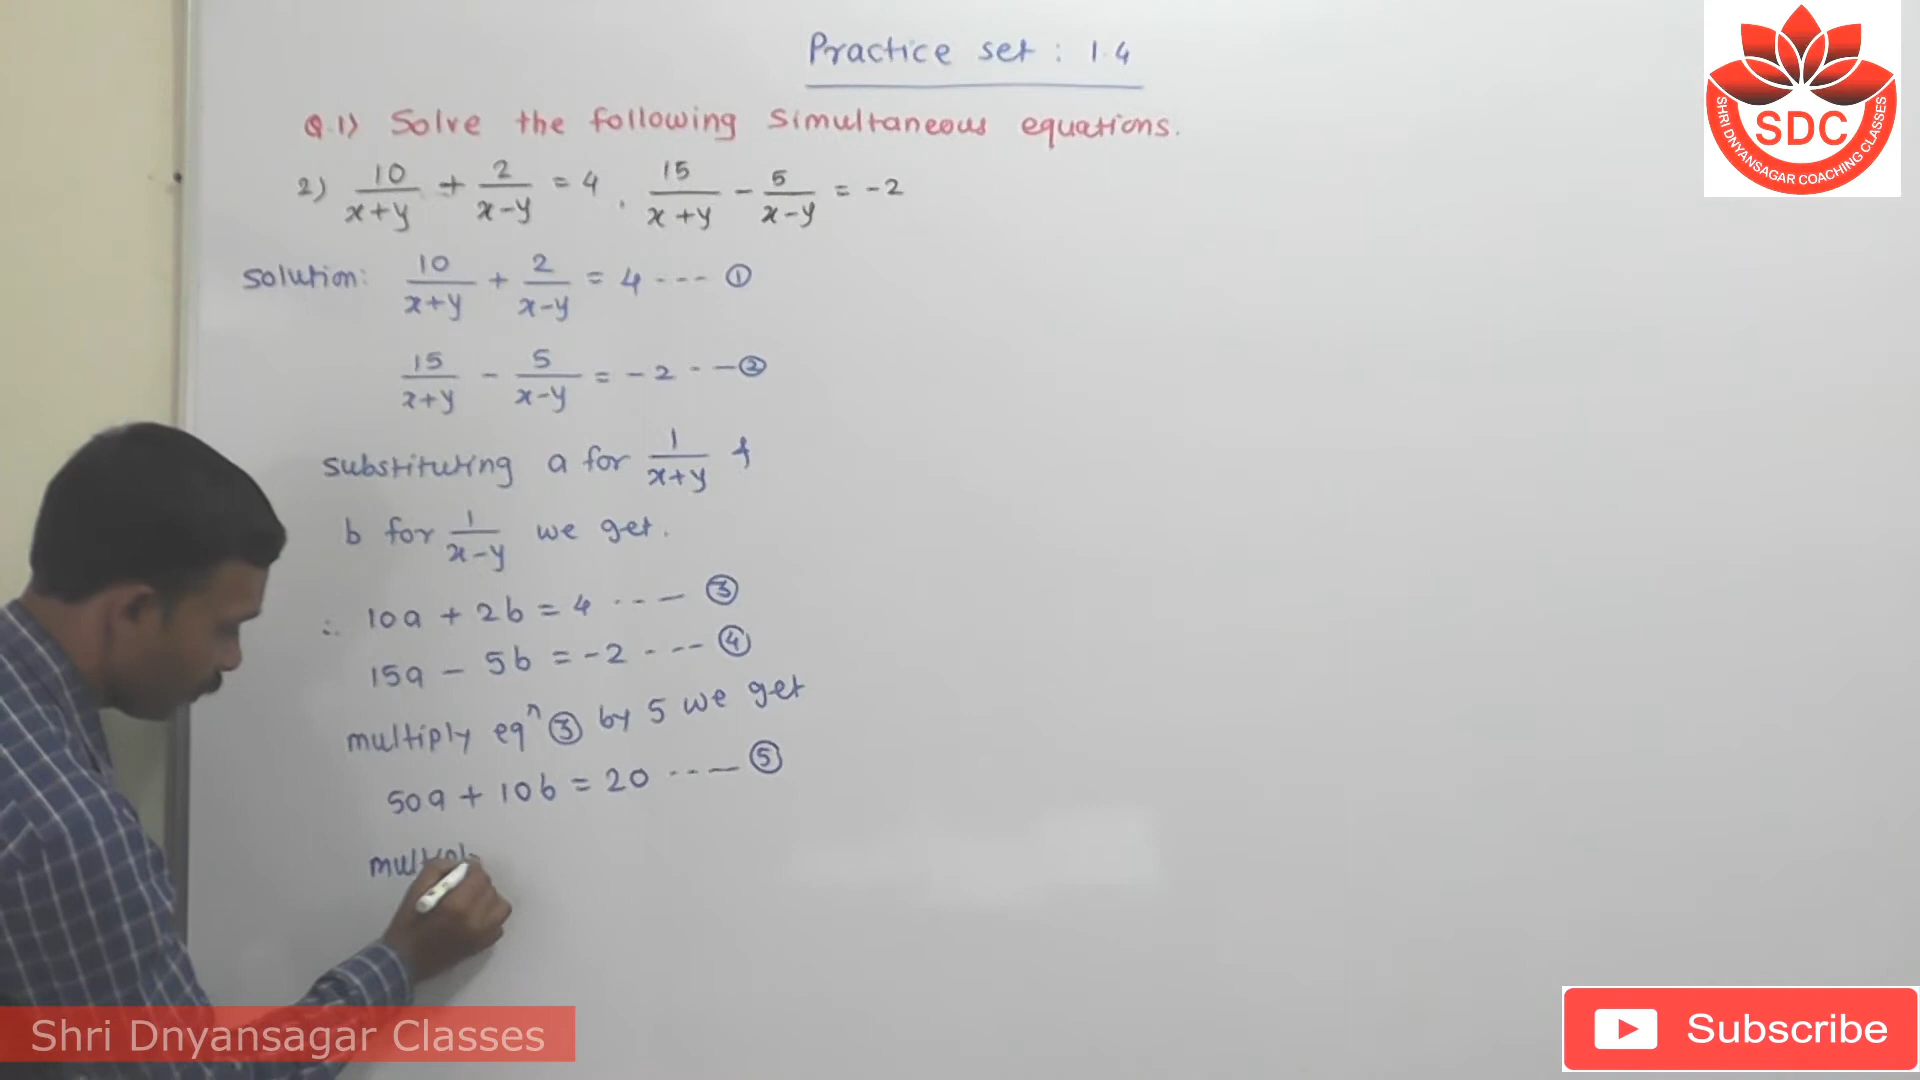 Practice set : 1.4
Q.1) Solve the following simultaneous equations.
2) 10/x+y + 2/x-y = 4 , 15/x+y - 5/x-y = -2
Solution: 10/x+y + 2/x-y = 4 --- ①
15/x+y - 5/x-y = -2 --- ②
substituting a for 1/x+y &
b for 1/x-y we get.
∴ 10a + 2b = 4 ---- ③
15a - 5b = -2 ---- ④
multiply eqⁿ ③ by 5 we get
50a + 10b = 20 ---- ⑤
SHRI DNYANSAGAR COACHING CLASSES
SDC
Shri Dnyansagar Classes
Subscribe